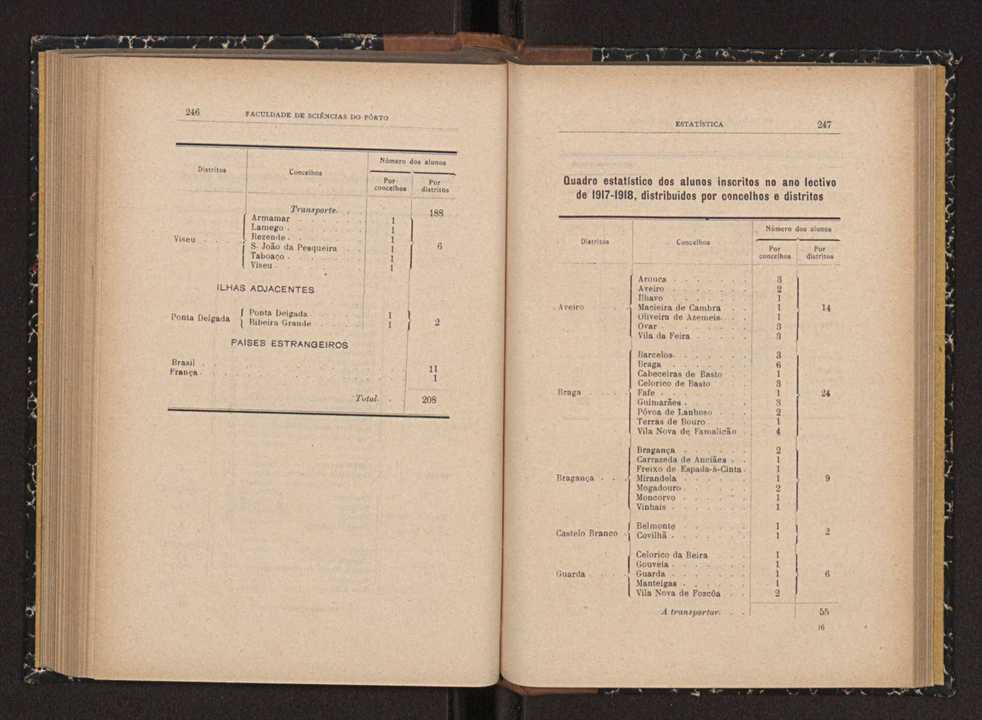 246 FACULDADE DE SCIÊNCIAS DO PÔRTO
Distritos Concelhos Número dos alunos
Por concelhos Por distritos
Transporte. . 188
Armamar 1
Lamego 1
Rezende 1
Viseu S. João da Pesqueira 1 6
Taboaço 1
Viseu 1
ILHAS ADJACENTES
Ponta Delgada 1
Ponta Delgada 2
Ribeira Grande 1
PAÍSES ESTRANGEIROS
Brasil 11
França 1
Total. 208
ESTATÍSTICA 247
Quadro estatístico dos alunos inscritos no ano lectivo
de 1917-1918, distribuidos por concelhos e distritos
Distritos Concelhos Número dos alunos
Por concelhos Por distritos
Arouca 3
Aveiro 2
Ílhavo 1
Aveiro Macieira de Cambra 1 14
Oliveira de Azemeis 1
Ovar 3
Vila da Feira 3
Barcelos 3
Braga 6
Cabeceiras de Basto 1
Celorico de Basto 3
Braga Fafe 1 24
Guimarães 3
Póvoa de Lanhoso 2
Terras de Bouro 1
Vila Nova de Famalicão 4
Bragança 2
Carrazeda de Anciães 1
Freixo de Espada-á-Cinta 1
Bragança Mirandela 1 9
Mogadouro 2
Moncorvo 1
Vinhais 1
Belmonte 1
Castelo Branco 2
Covilhã 1
Celorico da Beira 1
Gouveia 1
Guarda Guarda 1 6
Manteigas 1
Vila Nova de Fozcôa 2
A transportar. 55
16